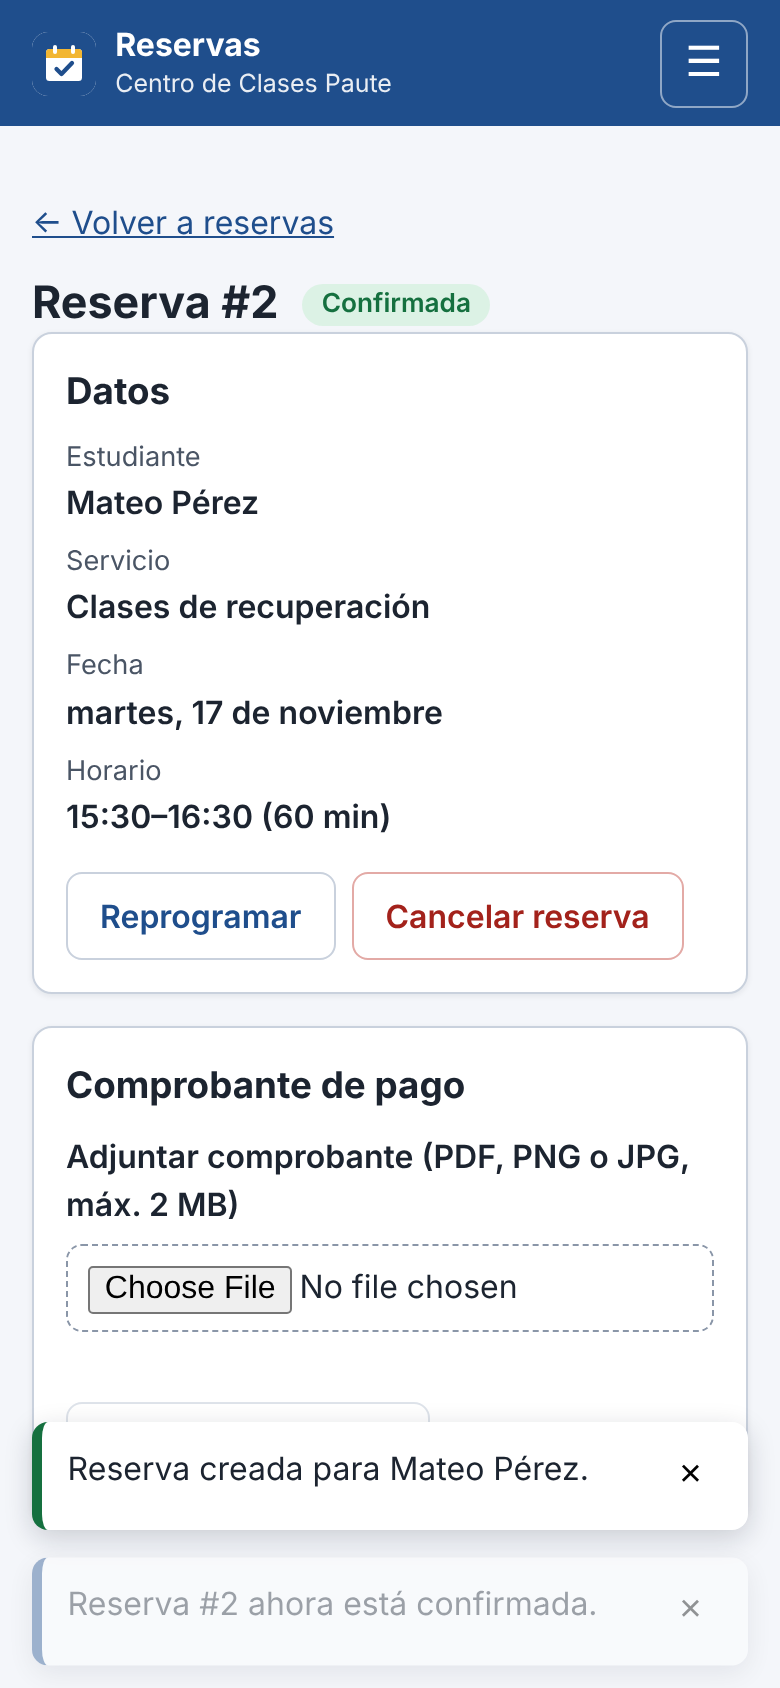 Reservas
Centro de Clases Paute
☰
← Volver a reservas
Reserva #2
Confirmada
Datos
Estudiante
Mateo Pérez
Servicio
Clases de recuperación
Fecha
martes, 17 de noviembre
Horario
15:30–16:30 (60 min)
Reprogramar
Cancelar reserva
Comprobante de pago
Adjuntar comprobante (PDF, PNG o JPG,
máx. 2 MB)
Choose File No file chosen
Reserva creada para Mateo Pérez.
×
Reserva #2 ahora está confirmada.
×